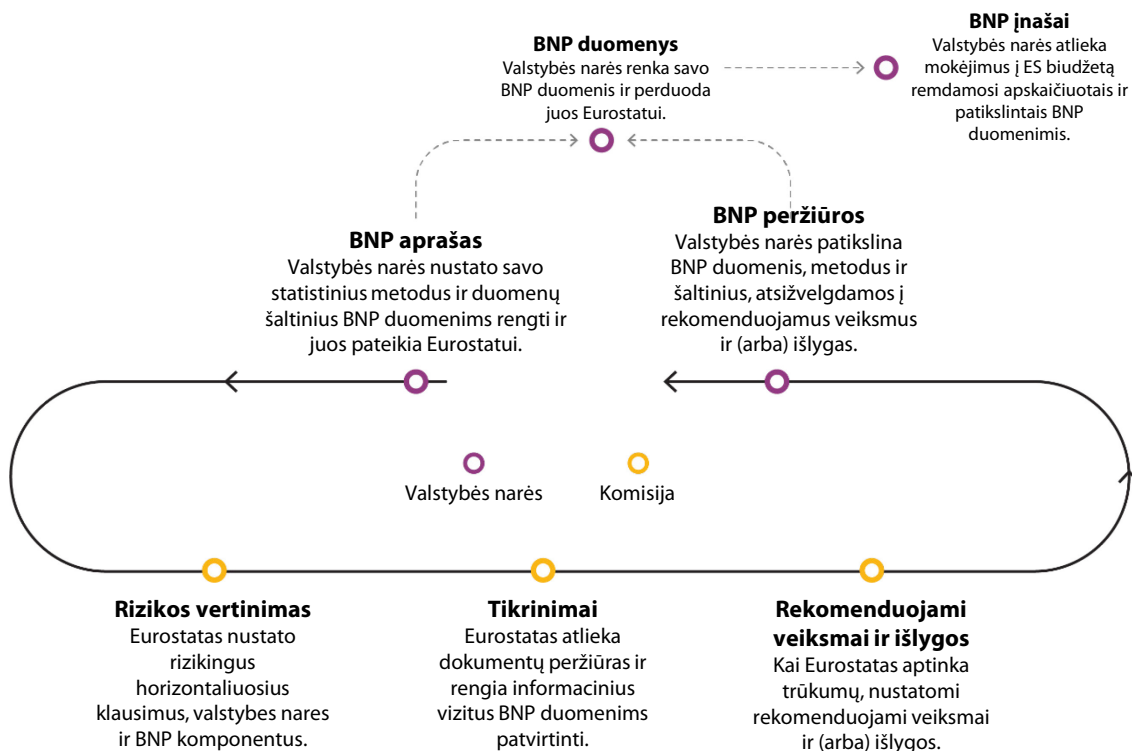 BNP įnašai
Valstybės narės atlieka
mokėjimus į ES biudžetą
remdamosi apskaičiuotais ir
patikslintais BNP
duomenimis.
BNP duomenys
Valstybės narės renka savo
BNP duomenis ir perduoda
juos Eurostatui.
BNP aprašas
Valstybės narės nustato savo
statistinius metodus ir duomenų
šaltinius BNP duomenims rengti ir
juos pateikia Eurostatui.
BNP peržiūros
Valstybės narės patikslina
BNP duomenis, metodus ir
šaltinius, atsižvelgdamos į
rekomenduojamus veiksmus
ir (arba) išlygas.
Valstybės narės
Komisija
Rizikos vertinimas
Eurostatas nustato
rizikingus
horizontaliuosius
klausimus, valstybes nares
ir BNP komponentus.
Tikrinimai
Eurostatas atlieka
dokumentų peržiūras ir
rengia informacinius
vizitus BNP duomenims
patvirtinti.
Rekomenduojami
veiksmai ir išlygos
Kai Eurostatas aptinka
trūkumų, nustatomi
rekomenduojami veiksmai
ir (arba) išlygos.